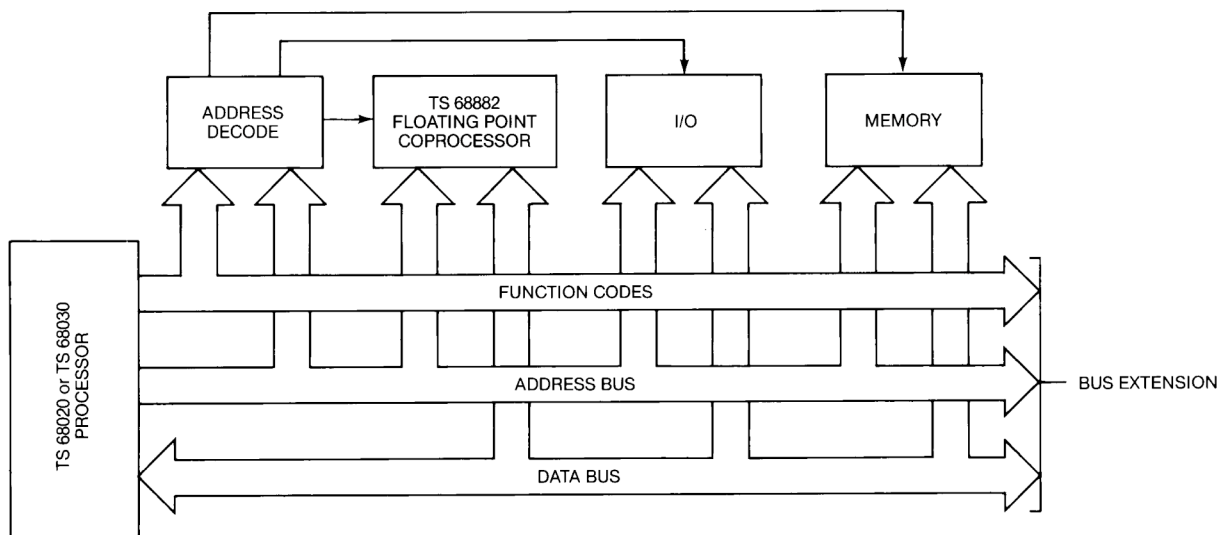 ADDRESS
DECODE
TS 68882
FLOATING POINT
COPROCESSOR
I/O
MEMORY
TS 68020 or TS 68030
PROCESSOR
FUNCTION CODES
ADDRESS BUS
BUS EXTENSION
DATA BUS